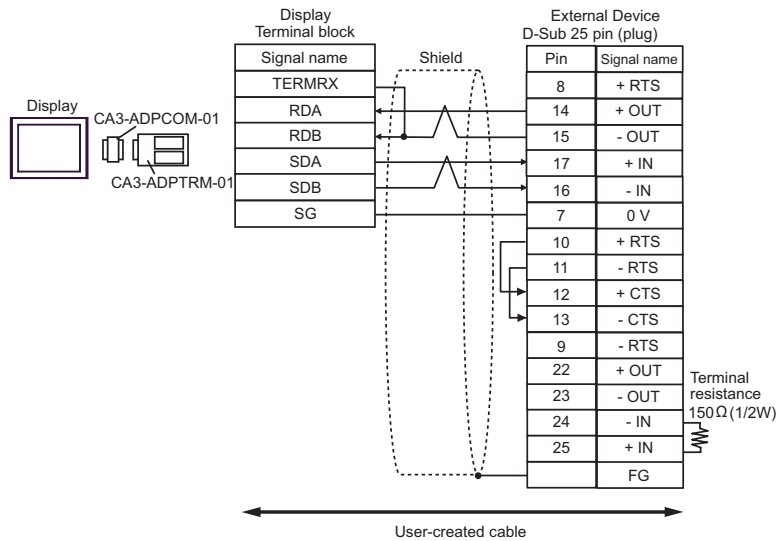 Display
Terminal block
External Device
D-Sub 25 pin (plug)
Signal name
Shield
Pin
Signal name
TERMRX
8
+ RTS
Display
CA3-ADPCOM-01
RDA
14
+ OUT
RDB
15
- OUT
SDA
17
+ IN
CA3-ADPTRM-01
SDB
16
- IN
SG
7
0 V
10
+ RTS
11
- RTS
12
+ CTS
13
- CTS
9
- RTS
22
+ OUT
23
- OUT
24
- IN
25
+ IN
FG
Terminal
resistance
150Ω(1/2W)
User-created cable